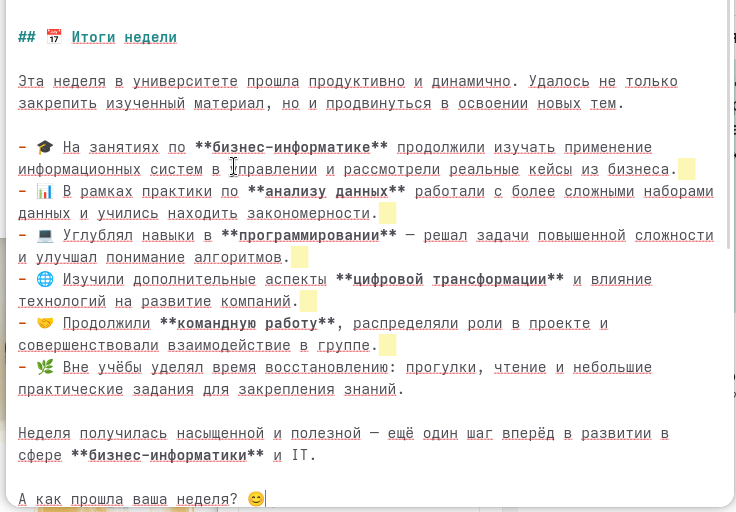 ## 📅 Итоги недели
Эта неделя в университете прошла продуктивно и динамично. Удалось не только
закрепить изученный материал, но и продвинуться в освоении новых тем.
- 🎓 На занятиях по **бизнес-информатике** продолжили изучать применение
информационных систем в управлении и рассмотрели реальные кейсы из бизнеса.
- 📊 В рамках практики по **анализу данных** работали с более сложными наборами
данных и учились находить закономерности.
- 💻 Углублял навыки в **программировании** — решал задачи повышенной сложности
и улучшал понимание алгоритмов.
- 🌐 Изучили дополнительные аспекты **цифровой трансформации** и влияние
технологий на развитие компаний.
- 🤝 Продолжили **командную работу**, распределяли роли в проекте и
совершенствовали взаимодействие в группе.
- 🌿 Вне учёбы уделял время восстановлению: прогулки, чтение и небольшие
практические задания для закрепления знаний.
Неделя получилась насыщенной и полезной — ещё один шаг вперёд в развитии в
сфере **бизнес-информатики** и IT.
А как прошла ваша неделя? 😊